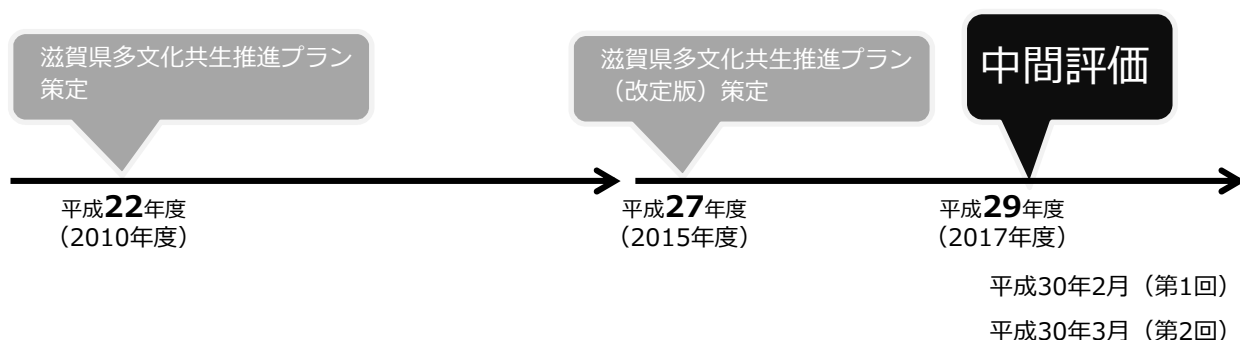 滋賀県多文化共生推進プラン
策定
滋賀県多文化共生推進プラン
（改定版）策定
中間評価
平成22年度
（2010年度）
平成27年度
（2015年度）
平成29年度
（2017年度）
平成30年2月（第1回）
平成30年3月（第2回）